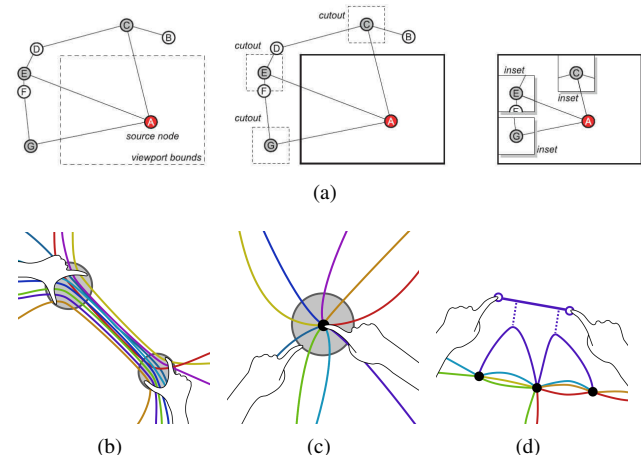 C
B
D
E
F
A
source node
G
viewport bounds
cutout
C
B
cutout
D
E
F
cutout
A
G
inset
C
E
inset
F
A
G
inset
(a)
(b)
(c)
(d)